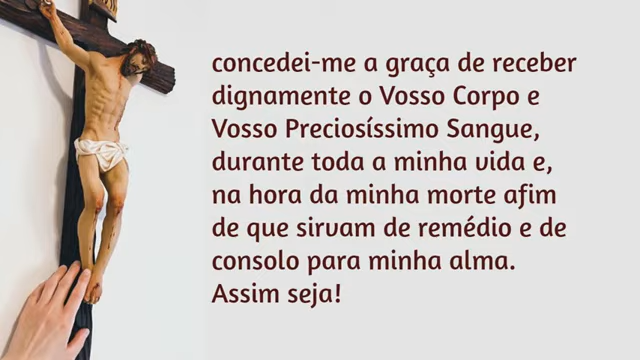 concedei-me a graça de receber
dignamente o Vosso Corpo e
Vosso Preciosíssimo Sangue,
durante toda a minha vida e,
na hora da minha morte afim
de que sirvam de remédio e de
consolo para minha alma.
Assim seja!